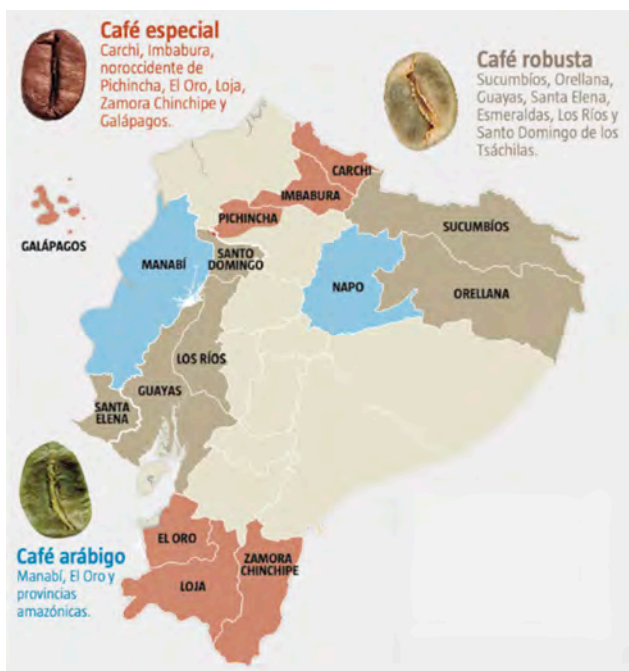 Café especial
Carchi, Imbabura,
noroccidente de
Pichincha, El Oro, Loja,
Zamora Chinchipe y
Galápagos.
Café robusta
Sucumbíos, Orellana,
Guayas, Santa Elena,
Esmeraldas, Los Ríos y
Santo Domingo de los
Tsáchilas.
CARCHI
IMBABURA
PICHINCHA
GALÁPAGOS
SUCUMBÍOS
MANABÍ
SANTO
DOMINGO
NAPO
ORELLANA
LOS RÍOS
GUAYAS
SANTA
ELENA
EL ORO
ZAMORA
CHINCHIPE
LOJA
Café arábigo
Manabí, El Oro y
provincias
amazónicas.